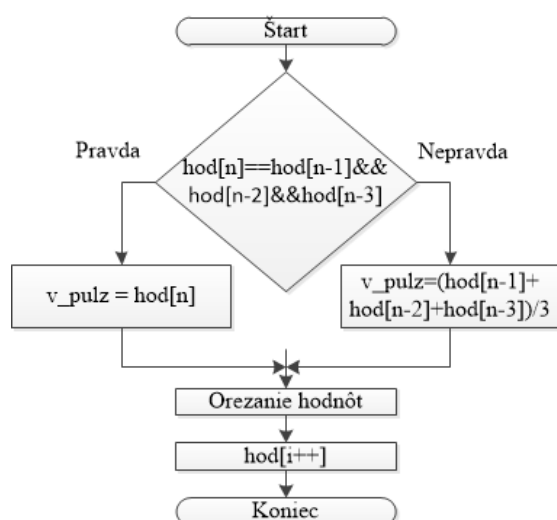 Štart
Pravda
Nepravda
hod[n]==hod[n-1]&&
hod[n-2]&&hod[n-3]
v_pulz = hod[n]
v_pulz=(hod[n-1]+
hod[n-2]+hod[n-3])/3
Orezanie hodnôt
hod[i++]
Koniec